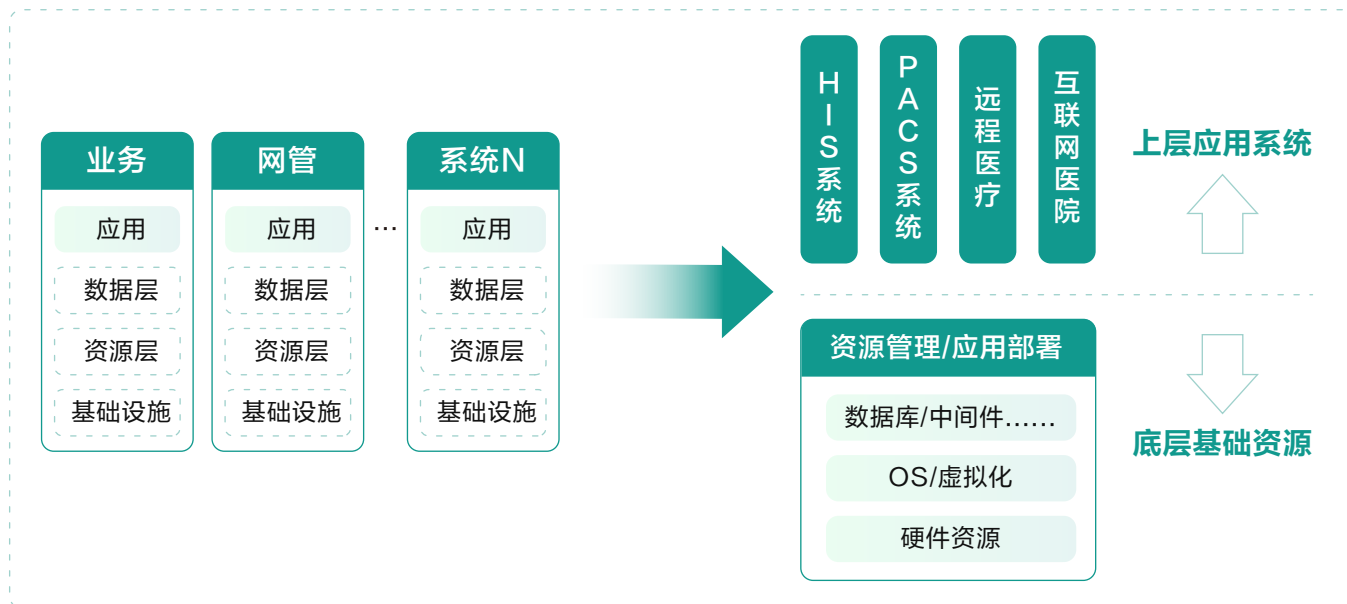 业务
应用
数据层
资源层
基础设施
网管
应用
数据层
资源层
基础设施
…
系统N
应用
数据层
资源层
基础设施
HIS系统
PACS系统
远程医疗
互联网医院
上层应用系统
资源管理/应用部署
数据库/中间件……
OS/虚拟化
硬件资源
底层基础资源